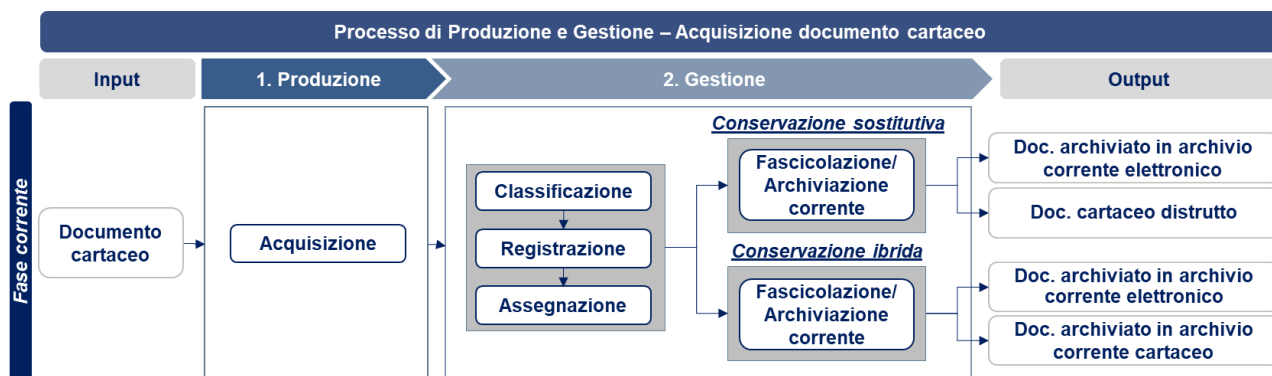 Processo di Produzione e Gestione – Acquisizione documento cartaceo
Input
1. Produzione
2. Gestione
Output
Fase corrente
Documento
cartaceo
Acquisizione
Classificazione
Registrazione
Assegnazione
Conservazione sostitutiva
Fascicolazione/
Archiviazione
corrente
Conservazione ibrida
Fascicolazione/
Archiviazione
corrente
Doc. archiviato in archivio
corrente elettronico
Doc. cartaceo distrutto
Doc. archiviato in archivio
corrente elettronico
Doc. archiviato in archivio
corrente cartaceo